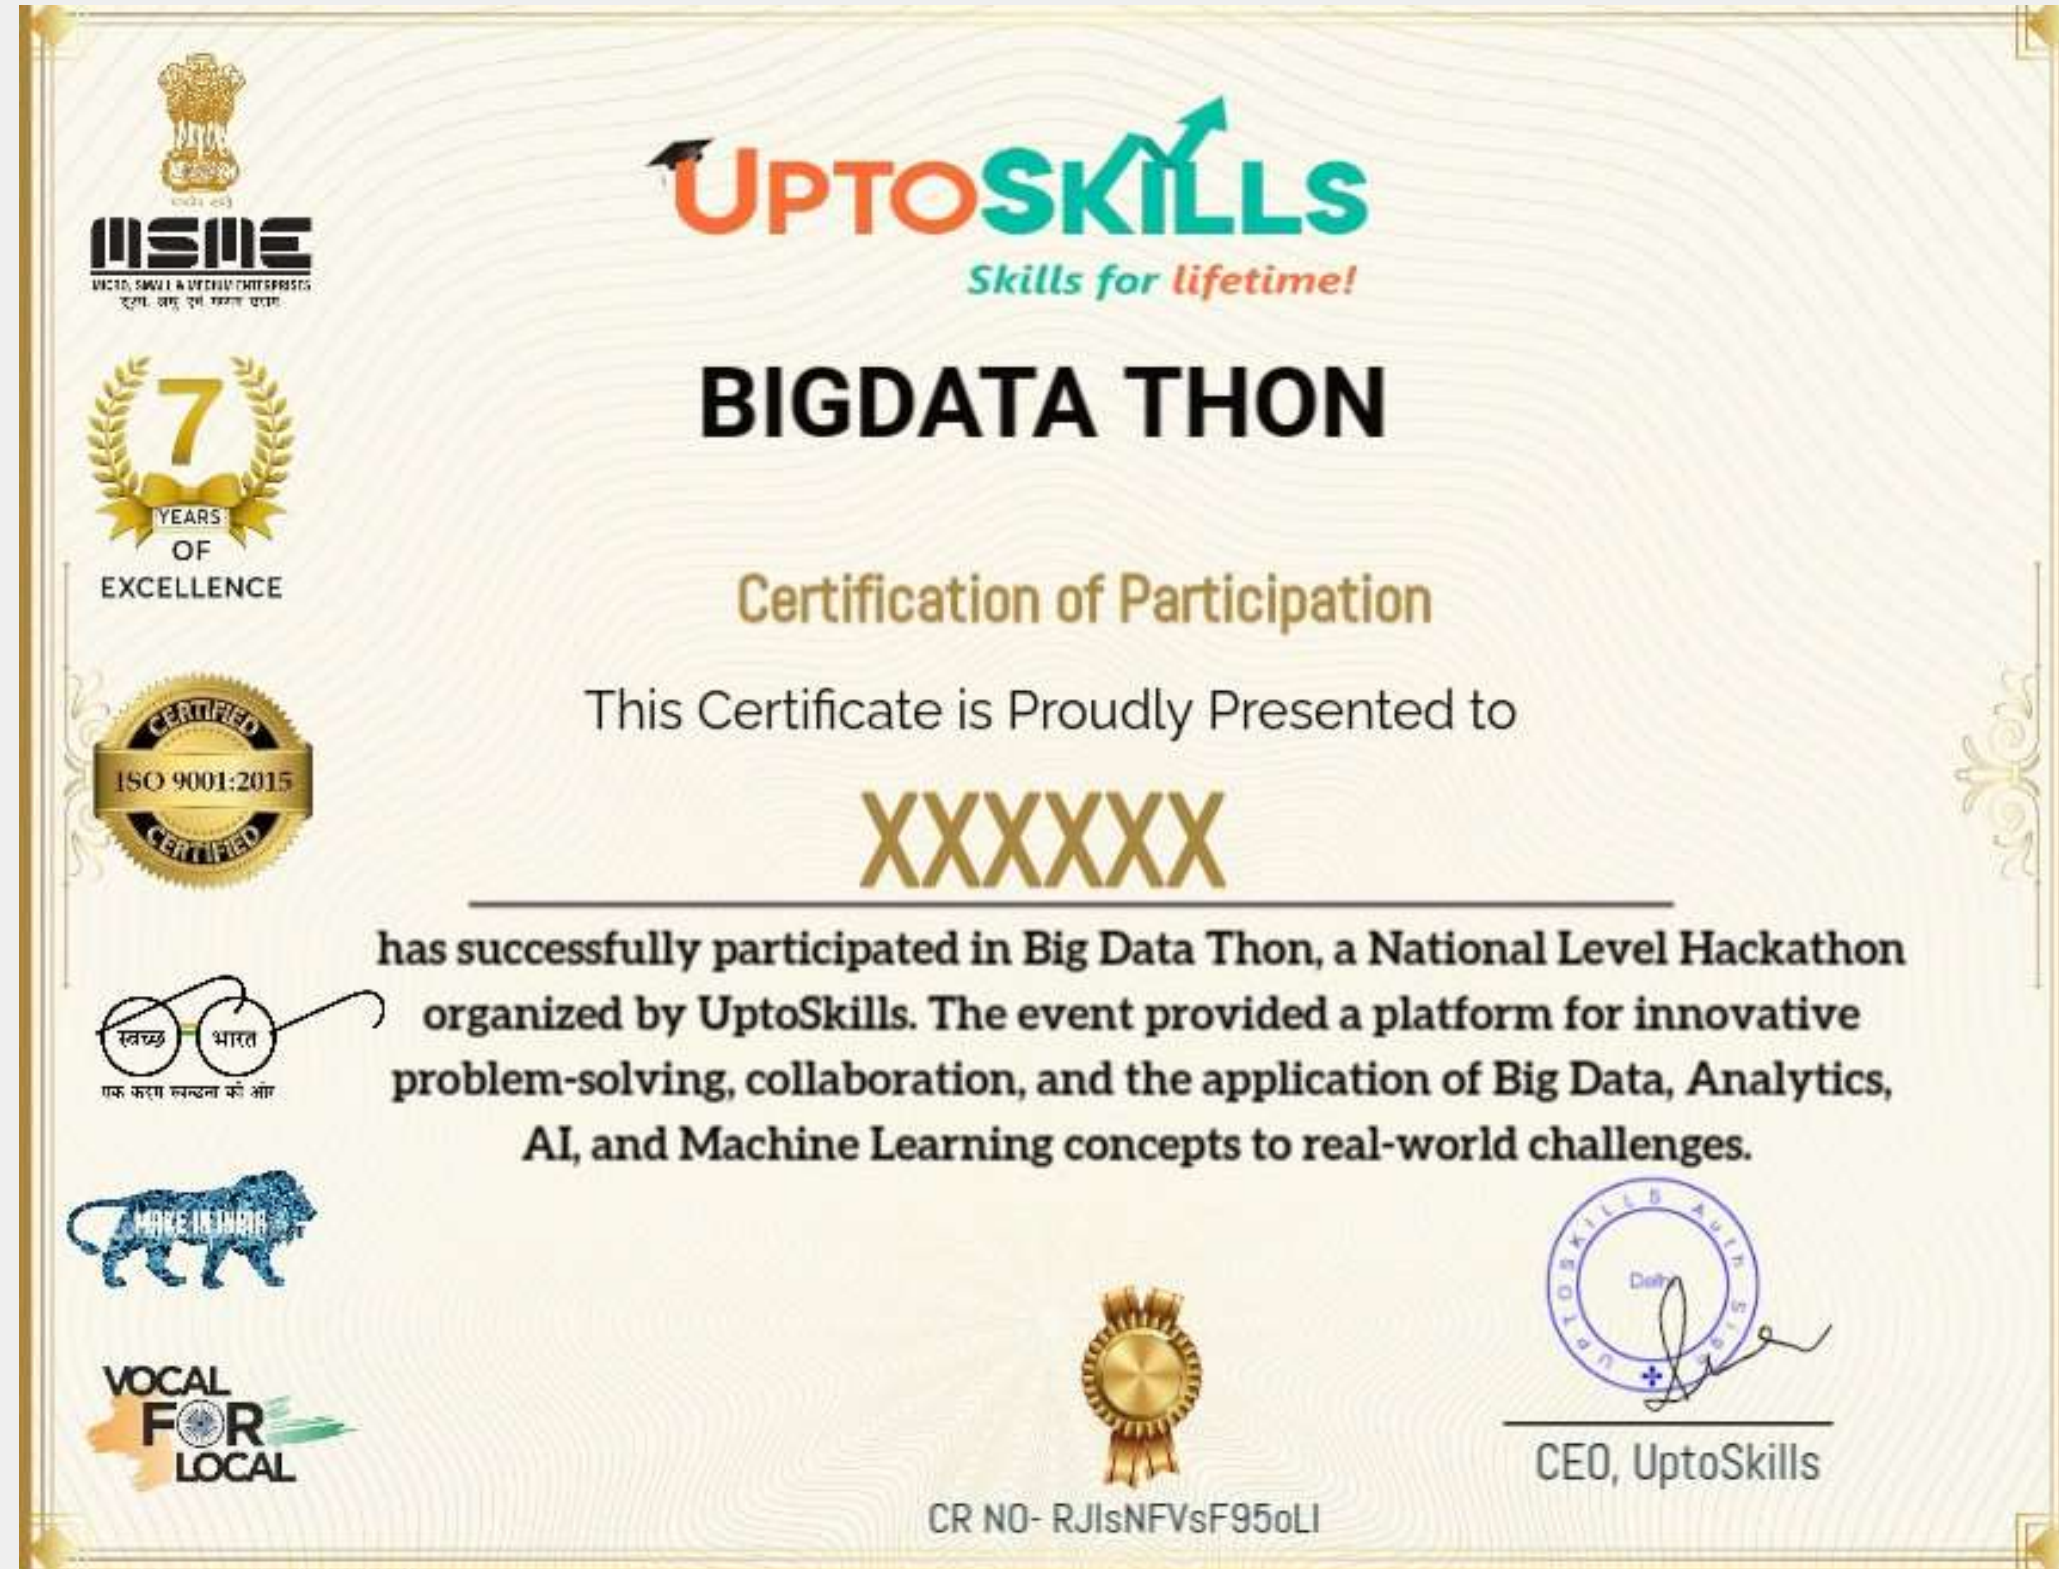 UPTOSKILLS
Skills for lifetime!
BIGDATA THON
Certification of Participation
This Certificate is Proudly Presented to
XXXXXX
has successfully participated in Big Data Thon, a National Level Hackathon
organized by UptoSkills. The event provided a platform for innovative
problem-solving, collaboration, and the application of Big Data, Analytics,
AI, and Machine Learning concepts to real-world challenges.
MSME
MICRO, SMALL & MEDIUM ENTERPRISES
7
YEARS
OF
EXCELLENCE
CERTIFIED
ISO 9001:2015
CERTIFIED
स्वच्छ भारत
एक कदम स्वच्छता की ओर
MAKE IN INDIA
VOCAL
FOR
LOCAL
UPTOSKILLS Auth Sign
Delhi
CEO, UptoSkills
CR NO- RJIsNFVsF95oLI